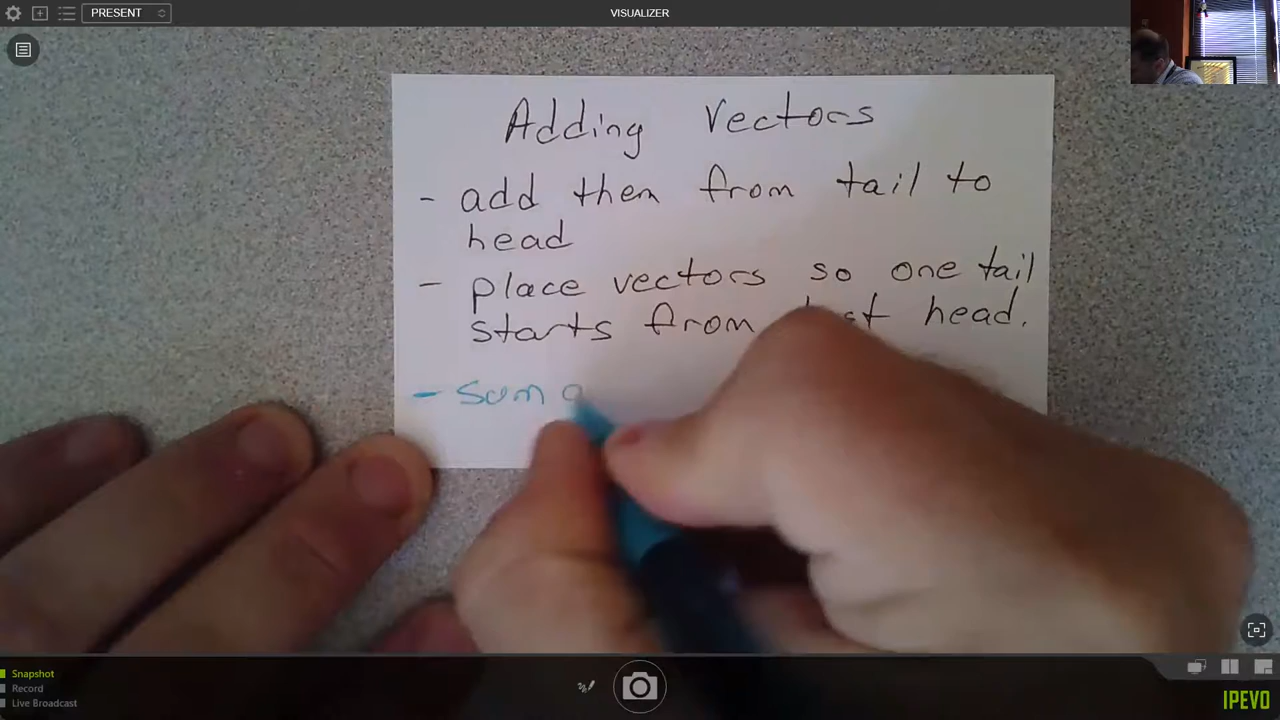 PRESENT
VISUALIZER
Adding Vectors
- add them from tail to
head
- place vectors so one tail
starts from head.
- Sum
Snapshot
Record
Live Broadcast
IPEVO